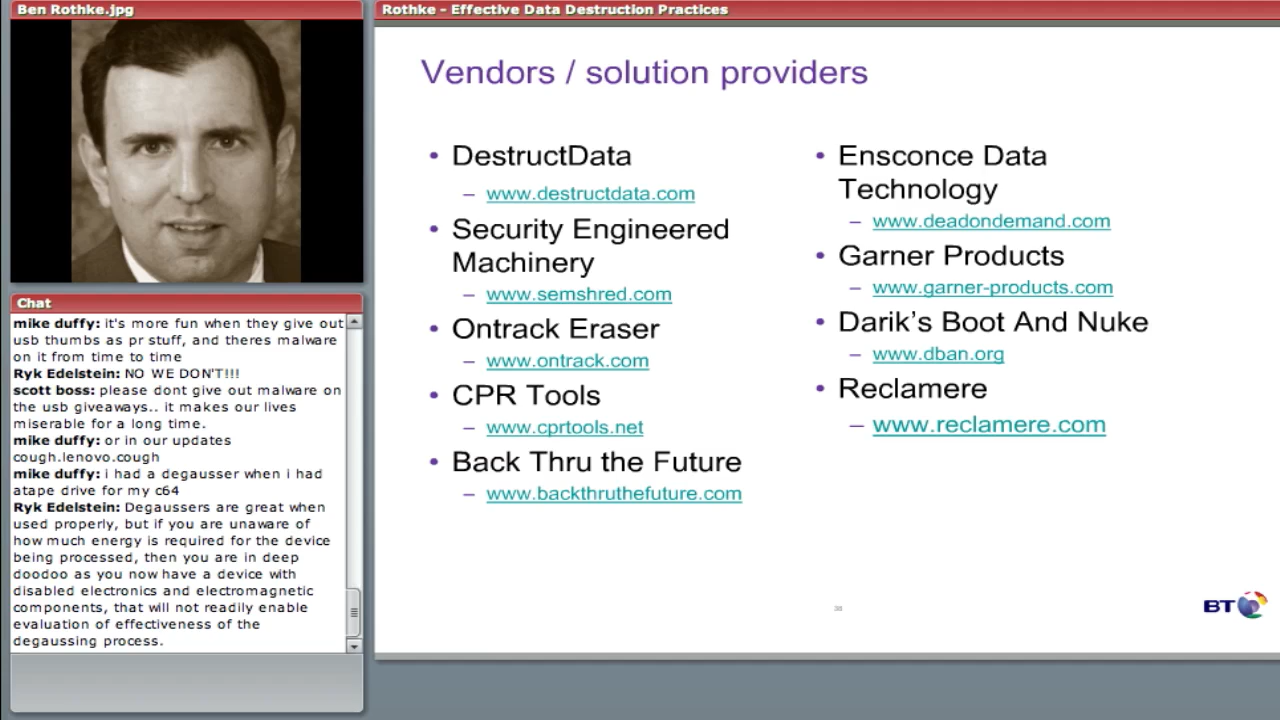 Ben Rothke.jpg
Rothke - Effective Data Destruction Practices
Vendors / solution providers
• DestructData
– www.destructdata.com
• Security Engineered
Machinery
– www.semshred.com
• Ontrack Eraser
– www.ontrack.com
• CPR Tools
– www.cprtools.net
• Back Thru the Future
– www.backthruthefuture.com
• Ensconce Data
Technology
– www.deadondemand.com
• Garner Products
– www.garner-products.com
• Darik’s Boot And Nuke
– www.dban.org
• Reclamere
– www.reclamere.com
38
BT
Chat
mike duffy: it's more fun when they give out
usb thumbs as pr stuff, and theres malware
on it from time to time
Ryk Edelstein: NO WE DON'T!!!
scott boss: please dont give out malware on
the usb giveaways.. it makes our lives
miserable for a long time.
mike duffy: or in our updates
cough.lenovo.cough
mike duffy: i had a degausser when i had
atape drive for my c64
Ryk Edelstein: Degaussers are great when
used properly, but if you are unaware of
how much energy is required for the device
being processed, then you are in deep
doodoo as you now have a device with
disabled electronics and electromagnetic
components, that will not readily enable
evaluation of effectiveness of the
degaussing process.